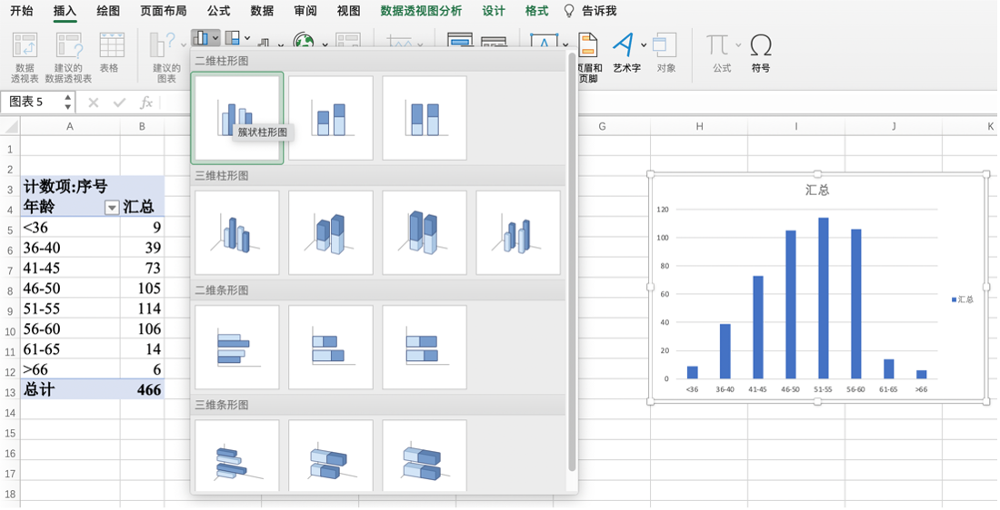 开始 插入 绘图 页面布局 公式 数据 审阅 视图 数据透视图分析 设计 格式 告诉我
数据
透视表
建议的
数据透视表
表格
建议的
图表
页眉和
页脚
艺术字
对象
公式
符号
图表 5
fx
A B G H I J K
二维柱形图
簇状柱形图
三维柱形图
二维条形图
三维条形图
1
2
3 计数项:序号
4 年龄 汇总
5 <36 9
6 36-40 39
7 41-45 73
8 46-50 105
9 51-55 114
10 56-60 106
11 61-65 14
12 >66 6
13 总计 466
14
15
16
17
18
汇总
120
100
80
60
40
20
0
<36 36-40 41-45 46-50 51-55 56-60 61-65 >66
汇总